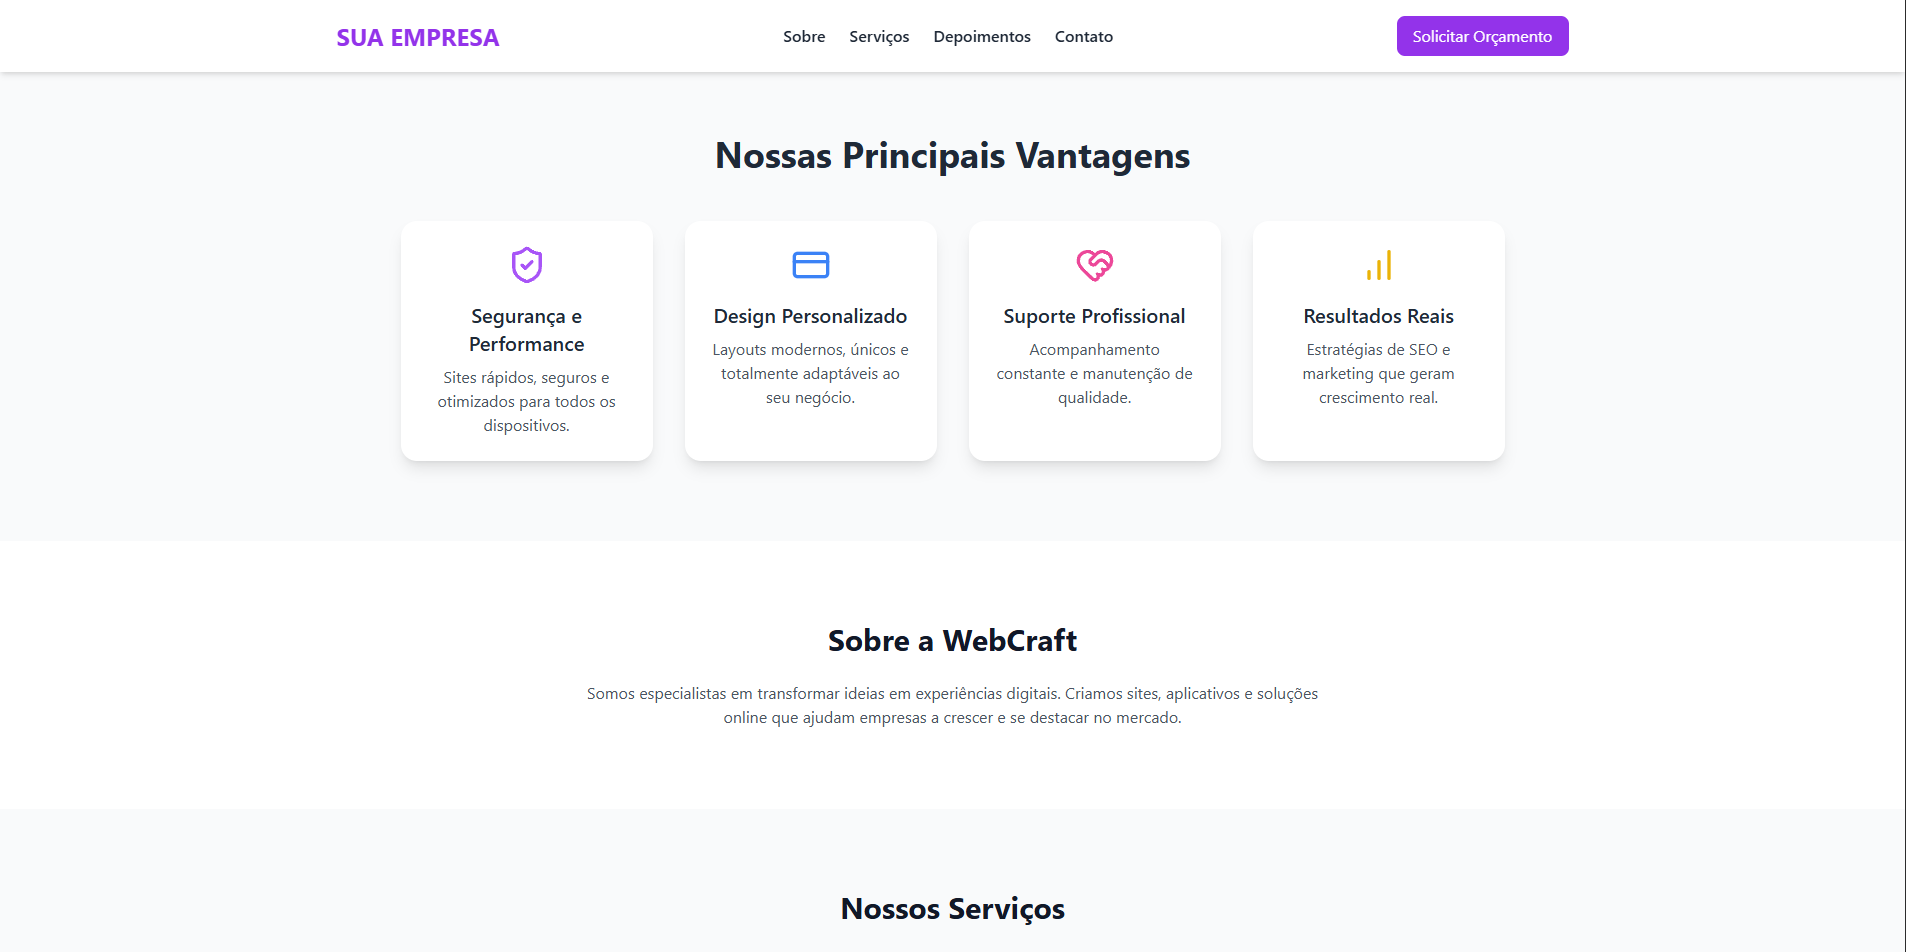 SUA EMPRESA
Sobre
Serviços
Depoimentos
Contato
Solicitar Orçamento
Nossas Principais Vantagens
Segurança e
Performance
Sites rápidos, seguros e
otimizados para todos os
dispositivos.
Design Personalizado
Layouts modernos, únicos e
totalmente adaptáveis ao
seu negócio.
Suporte Profissional
Acompanhamento
constante e manutenção de
qualidade.
Resultados Reais
Estratégias de SEO e
marketing que geram
crescimento real.
Sobre a WebCraft
Somos especialistas em transformar ideias em experiências digitais. Criamos sites, aplicativos e soluções
online que ajudam empresas a crescer e se destacar no mercado.
Nossos Serviços